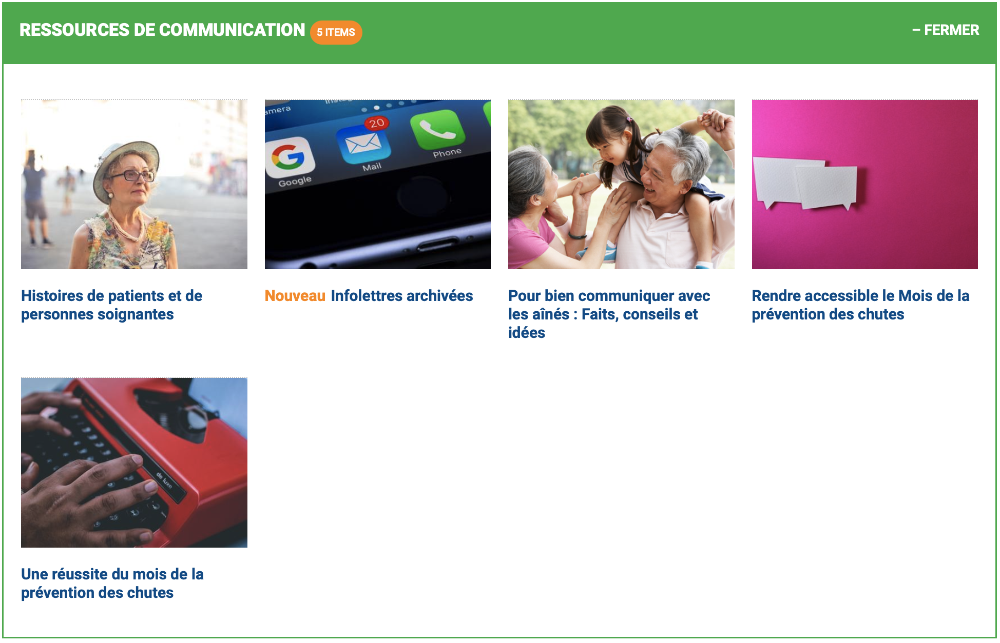 RESSOURCES DE COMMUNICATION 5 ITEMS
– FERMER
amera
20
Google
Mail
Phone
Histoires de patients et de
personnes soignantes
Nouveau Infolettres archivées
Pour bien communiquer avec
les aînés : Faits, conseils et
idées
Rendre accessible le Mois de la
prévention des chutes
de luxe
Une réussite du mois de la
prévention des chutes